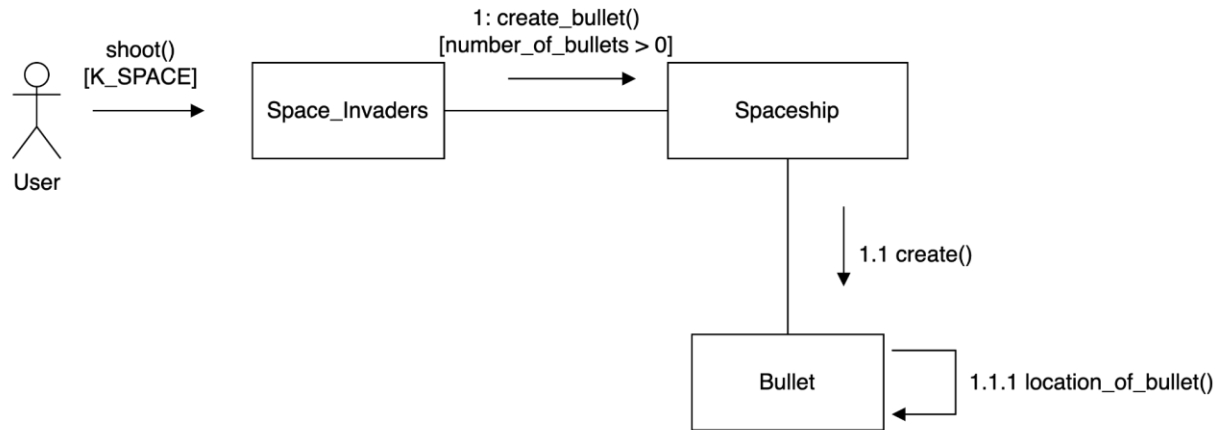 shoot()
[K_SPACE]
User
Space_Invaders
1: create_bullet()
[number_of_bullets > 0]
Spaceship
1.1 create()
Bullet
1.1.1 location_of_bullet()